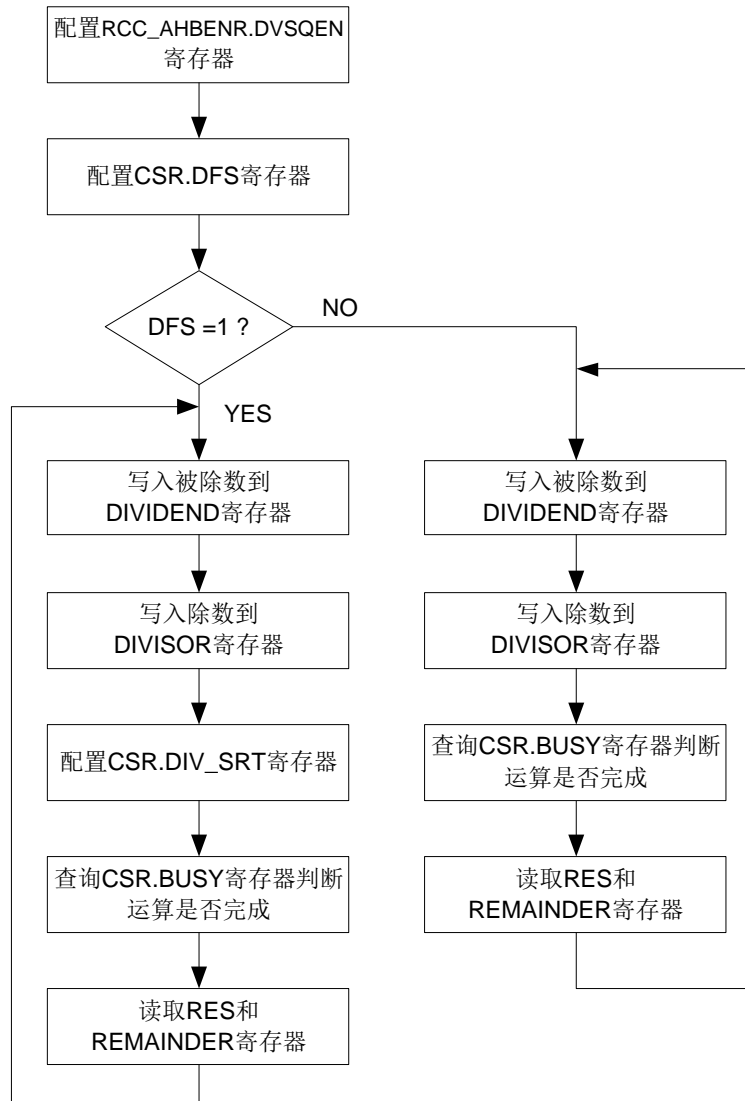 配置RCC_AHBENR.DVSQEN
寄存器
配置CSR.DFS寄存器
DFS =1 ?
NO
YES
写入被除数到
DIVIDEND寄存器
写入除数到
DIVISOR寄存器
配置CSR.DIV_SRT寄存器
查询CSR.BUSY寄存器判断
运算是否完成
读取RES和
REMAINDER寄存器
写入被除数到
DIVIDEND寄存器
写入除数到
DIVISOR寄存器
查询CSR.BUSY寄存器判断
运算是否完成
读取RES和
REMAINDER寄存器